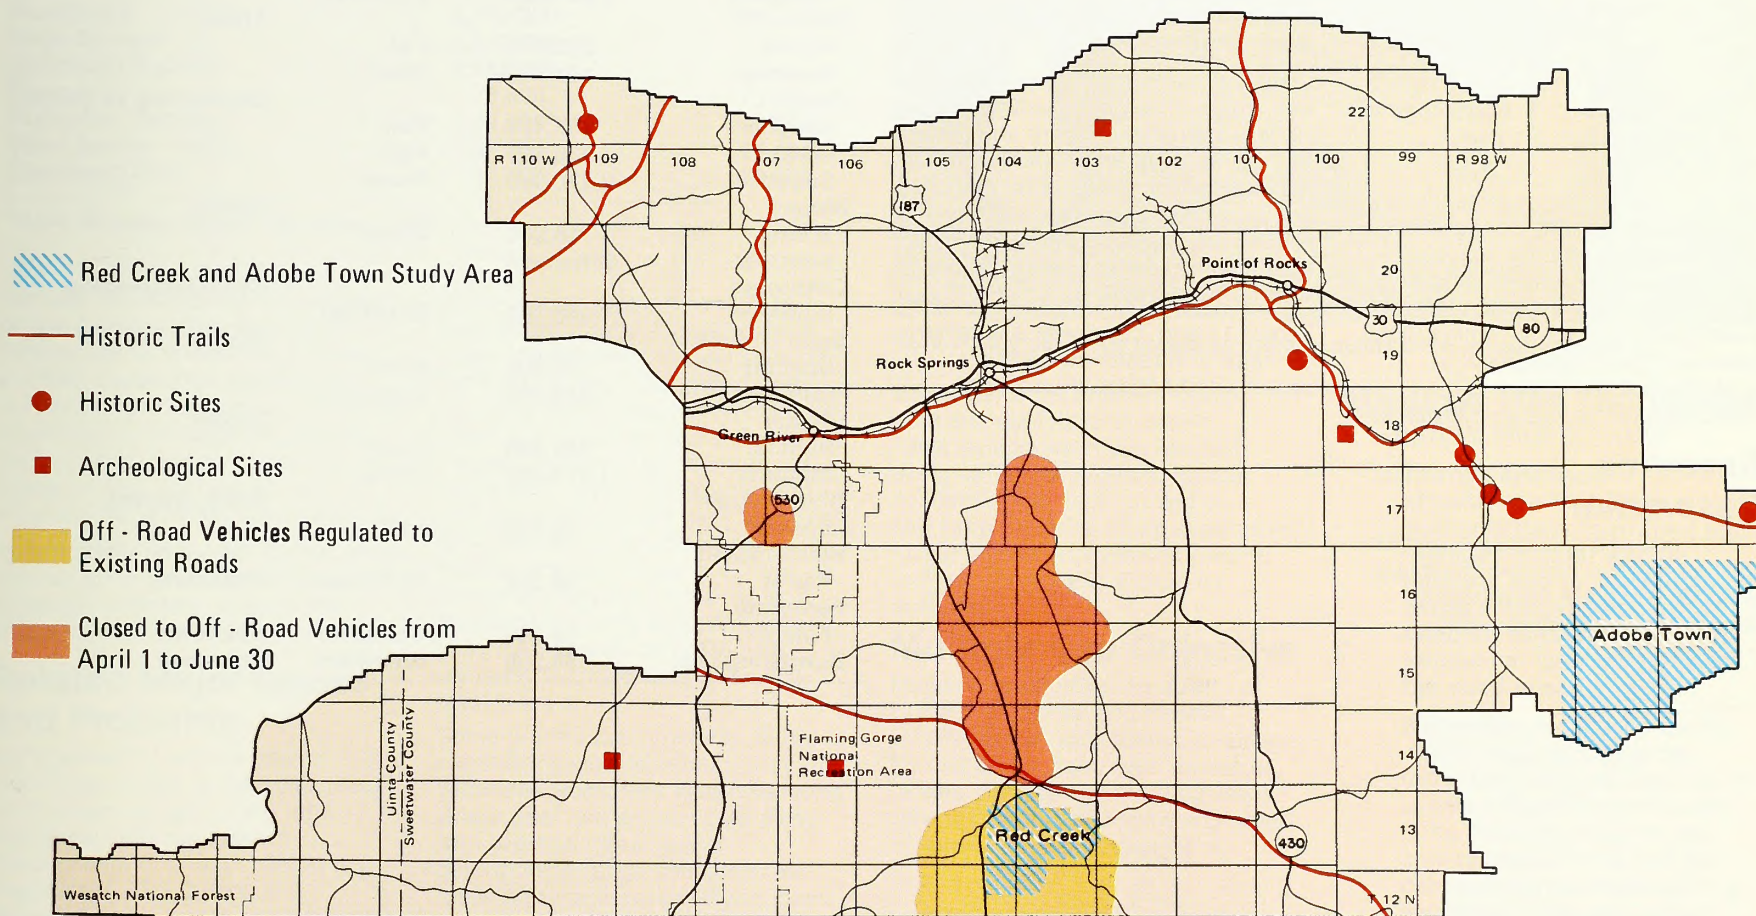 22
R 110 W 109 108 107 106 105 104 103 102 101 100 99 R 98 W
187
Red Creek and Adobe Town Study Area
Point of Rocks
20
Historic Trails
30
80
19
Rock Springs
Historic Sites
18
Green River
Archeological Sites
530
17
Off - Road Vehicles Regulated to
Existing Roads
16
Closed to Off - Road Vehicles from
April 1 to June 30
Adobe Town
15
Uinta County
Sweetwater County
Flaming Gorge
National
Recreation Area
14
Red Creek
13
430
Wesatch National Forest
T 12 N